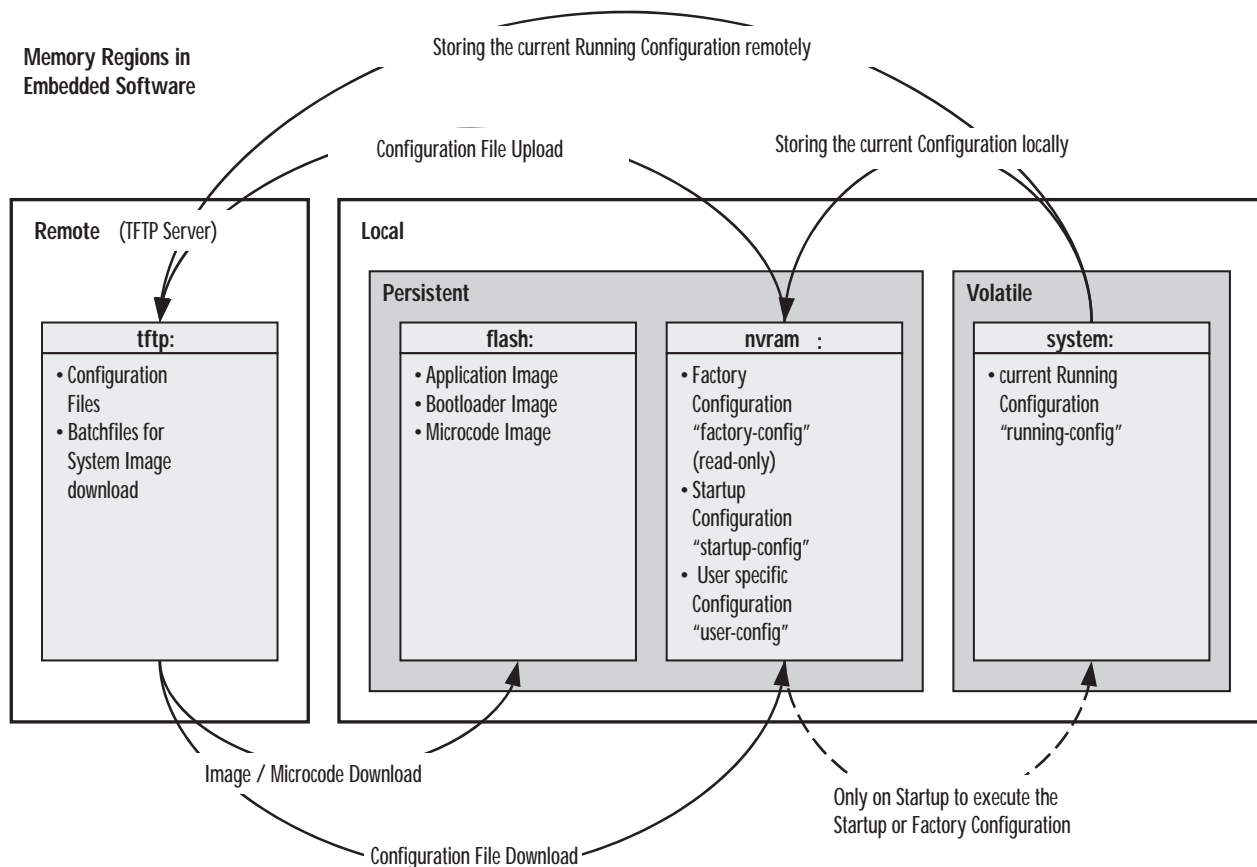 Storing the current Running Configuration remotely
Memory Regions in
Embedded Software
Configuration File Upload
Storing the current Configuration locally
Remote (TFTP Server)
Local
Persistent
Volatile
tftp:
• Configuration
Files
• Batchfiles for
System Image
download
flash:
• Application Image
• Bootloader Image
• Microcode Image
nvram :
• Factory
Configuration
“factory-config”
(read-only)
• Startup
Configuration
“startup-config”
• User specific
Configuration
“user-config”
system:
• current Running
Configuration
“running-config”
Image / Microcode Download
Only on Startup to execute the
Startup or Factory Configuration
Configuration File Download